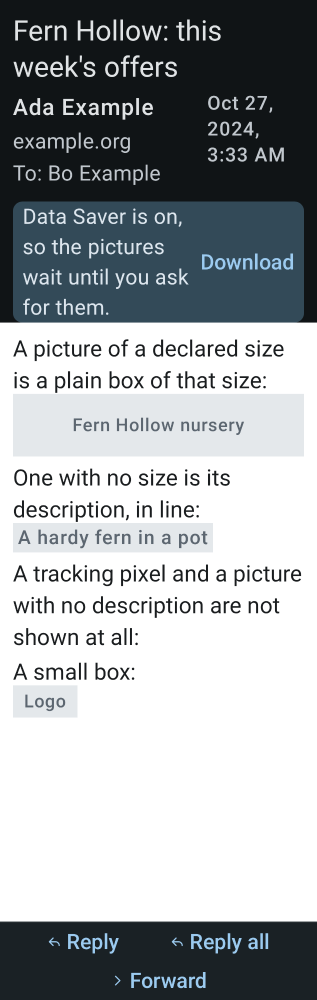 Fern Hollow: this
week's offers
Ada Example
example.org
To: Bo Example
Oct 27,
2024,
3:33 AM
Data Saver is on,
so the pictures
wait until you ask
for them.
Download
A picture of a declared size
is a plain box of that size:
Fern Hollow nursery
One with no size is its
description, in line:
A hardy fern in a pot
A tracking pixel and a picture
with no description are not
shown at all:
A small box:
Logo
Reply
Reply all
Forward